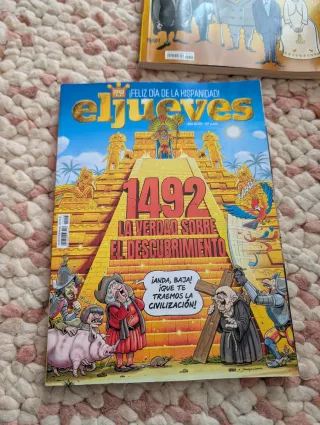 ¡FELIZ DÍA DE LA HISPANIDAD!
eljueves
1492
LA VERDAD SOBRE
EL DESCUBRIMIENTO
¡ANDA, BAJA!
¡QUE TE
TRAEMOS LA
CIVILIZACIÓN!